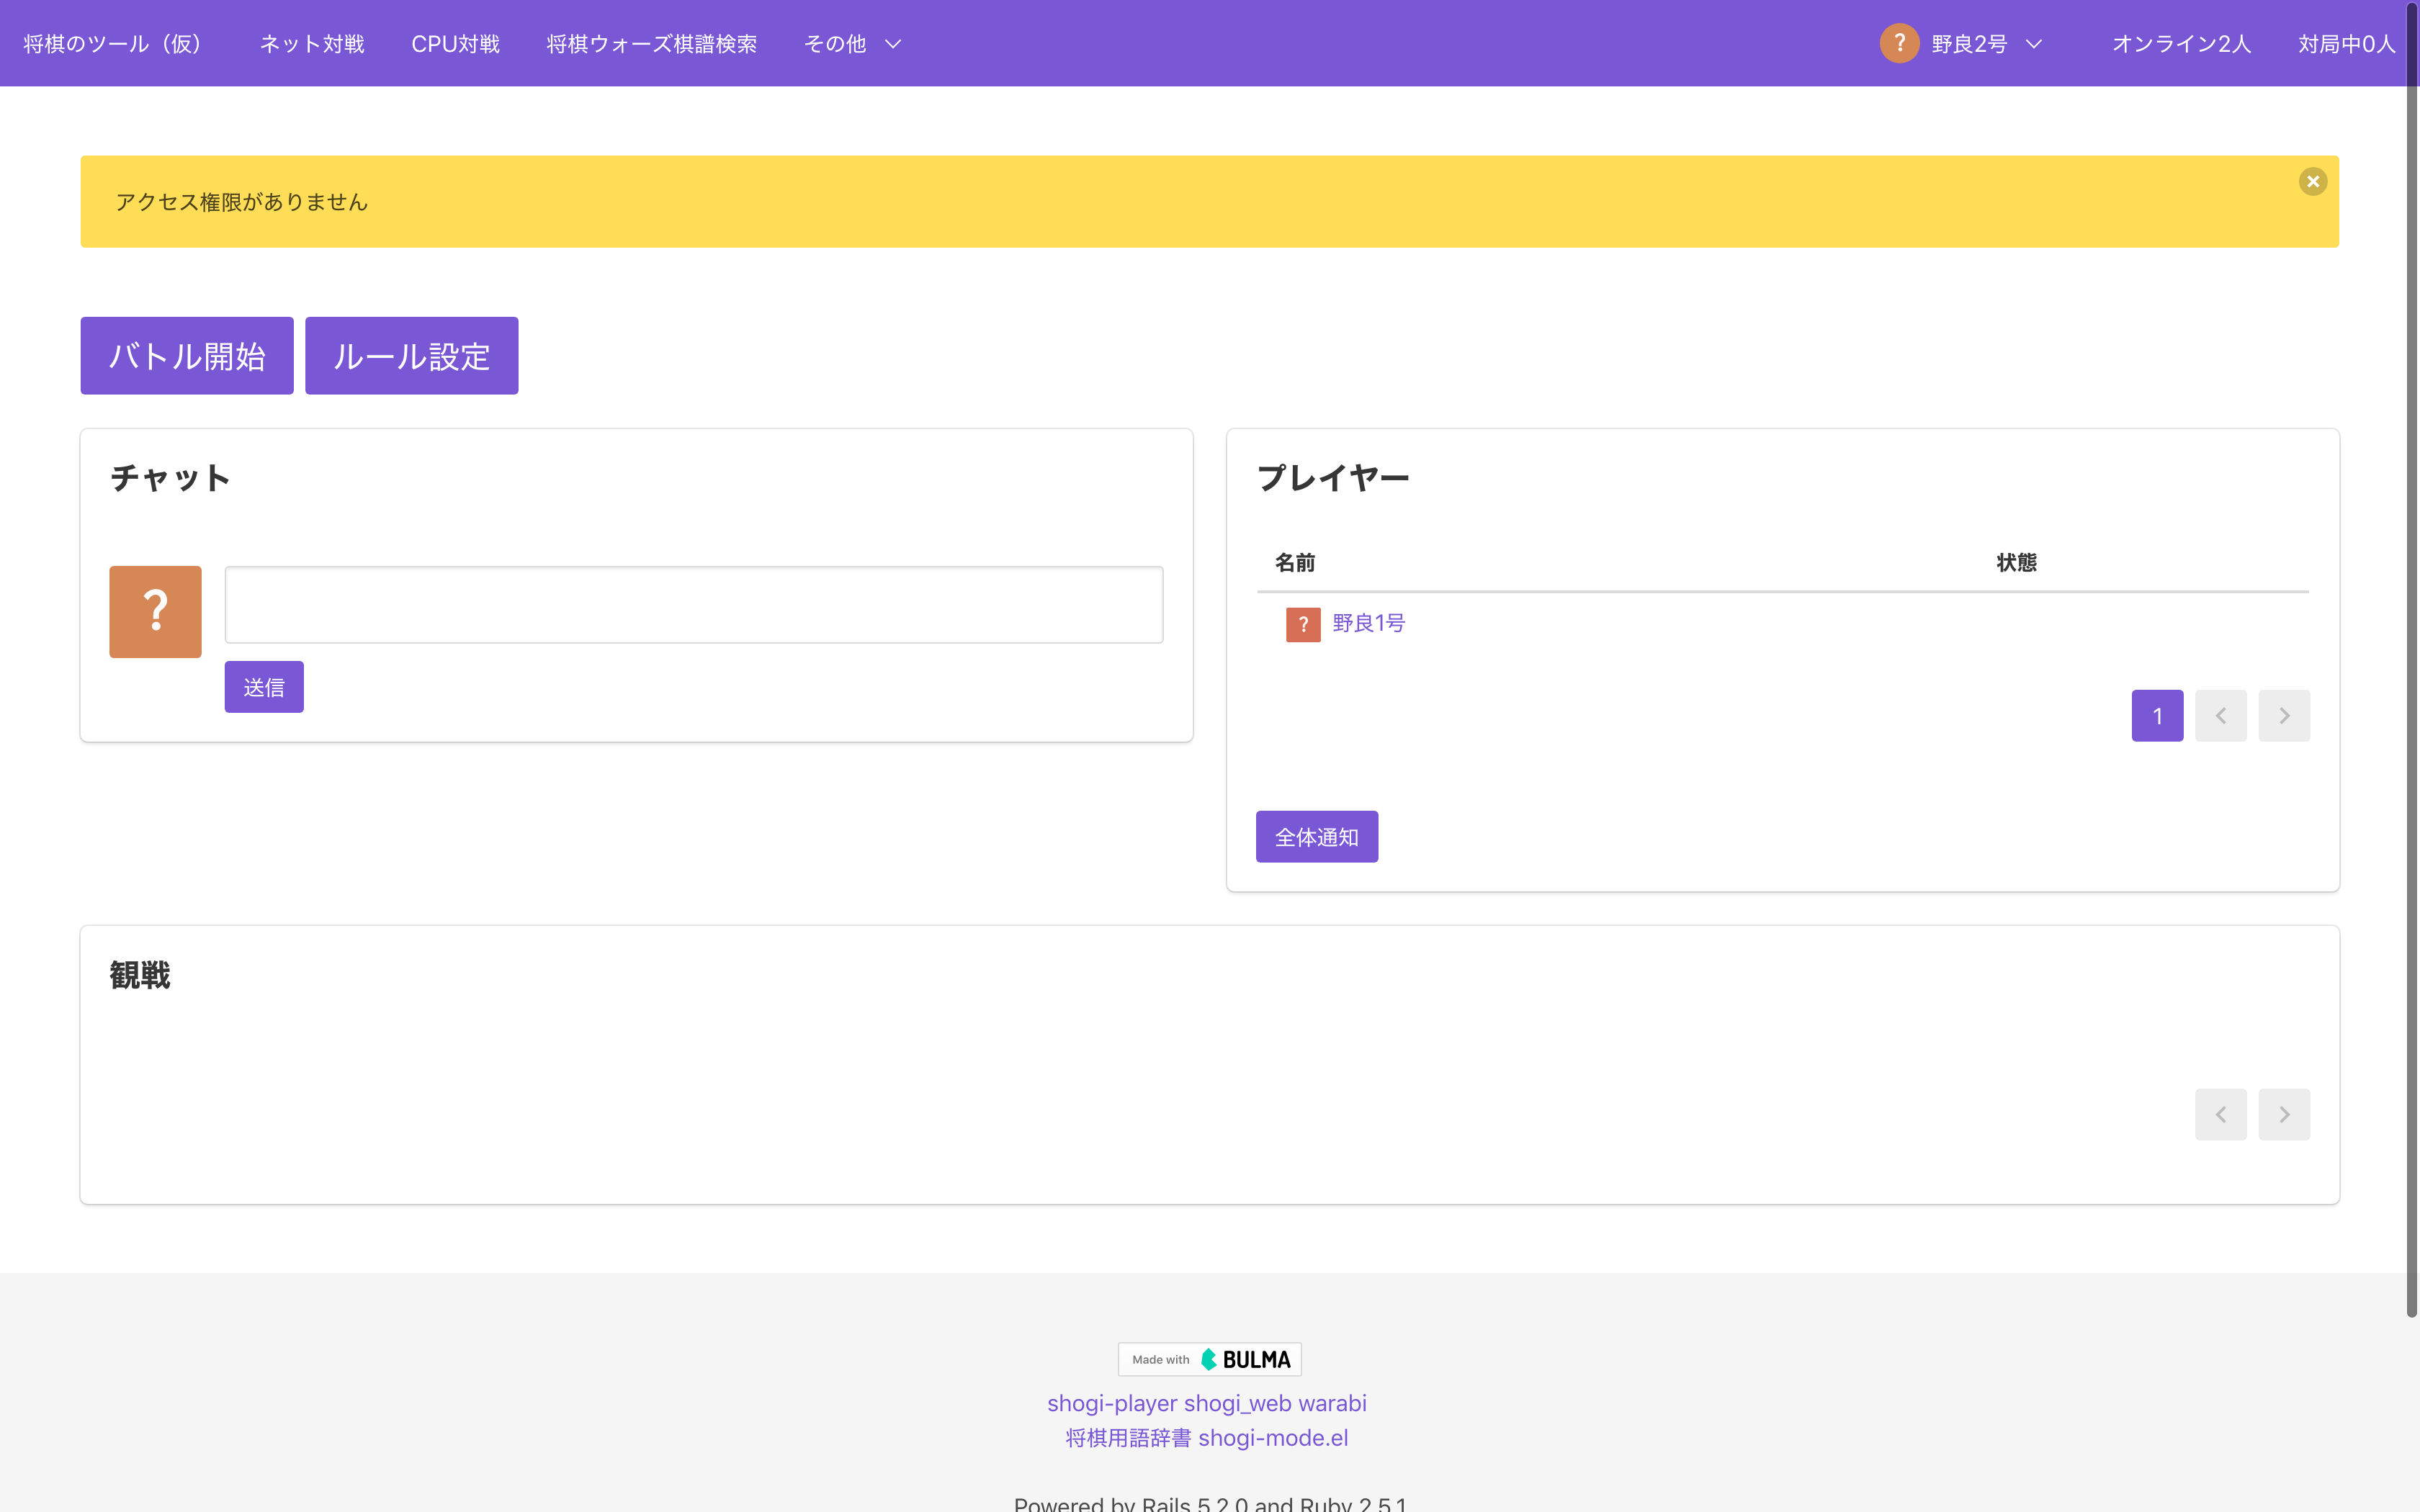 将棋のツール（仮） ネット対戦 CPU対戦 将棋ウォーズ棋譜検索 その他 ? 野良2号 オンライン2人 対局中0人
アクセス権限がありません
バトル開始 ルール設定
チャット
?
送信
プレイヤー
名前 状態
? 野良1号
1
全体通知
観戦
Made with BULMA
shogi-player shogi_web warabi
将棋用語辞書 shogi-mode.el
Powered by Rails 5.2.0 and Ruby 2.5.1